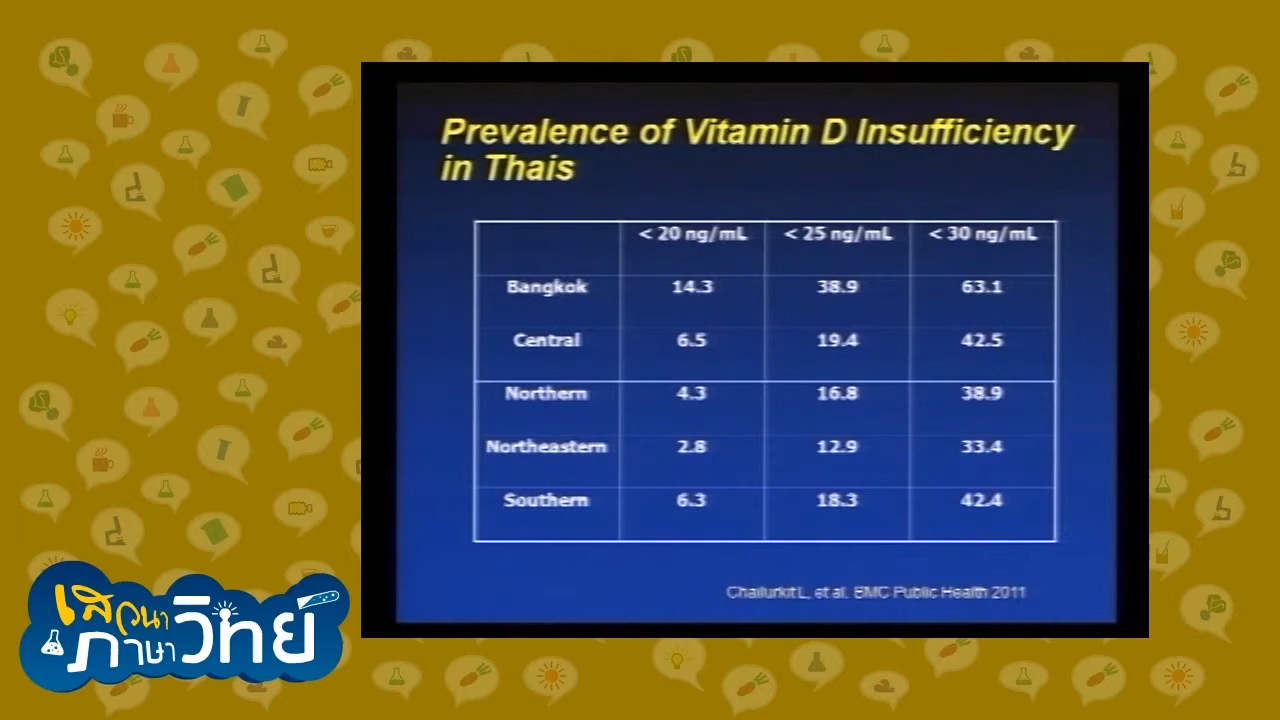 Prevalence of Vitamin D Insufficiency
in Thais
< 20 ng/mL < 25 ng/mL < 30 ng/mL
Bangkok 14.3 38.9 63.1
Central 6.5 19.4 42.5
Northern 4.3 16.8 38.9
Northeastern 2.8 12.9 33.4
Southern 6.3 18.3 42.4
Chailurkit L, et al. BMC Public Health 2011
เสวนา
ภาษาวิทย์